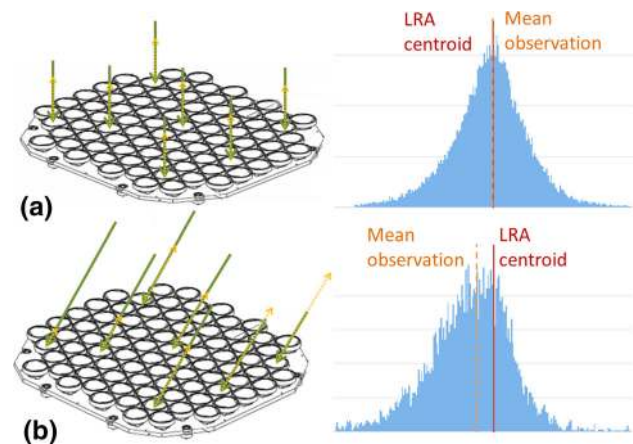 (a)
LRA
centroid
Mean
observation
(b)
Mean
observation
LRA
centroid